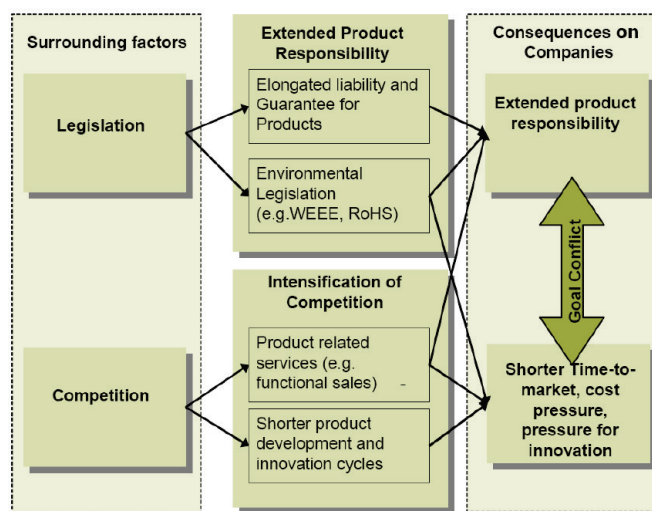 Surrounding factors
Legislation
Competition
Extended Product
Responsibility
Elongated liability and
Guarantee for
Products
Environmental
Legislation
(e.g.WEEE, RoHS)
Intensification of
Competition
Product related
services (e.g.
functional sales)
Shorter product
development and
innovation cycles
Consequences on
Companies
Extended product
responsibility
Goal Conflict
Shorter Time-to-
market, cost
pressure,
pressure for
innovation